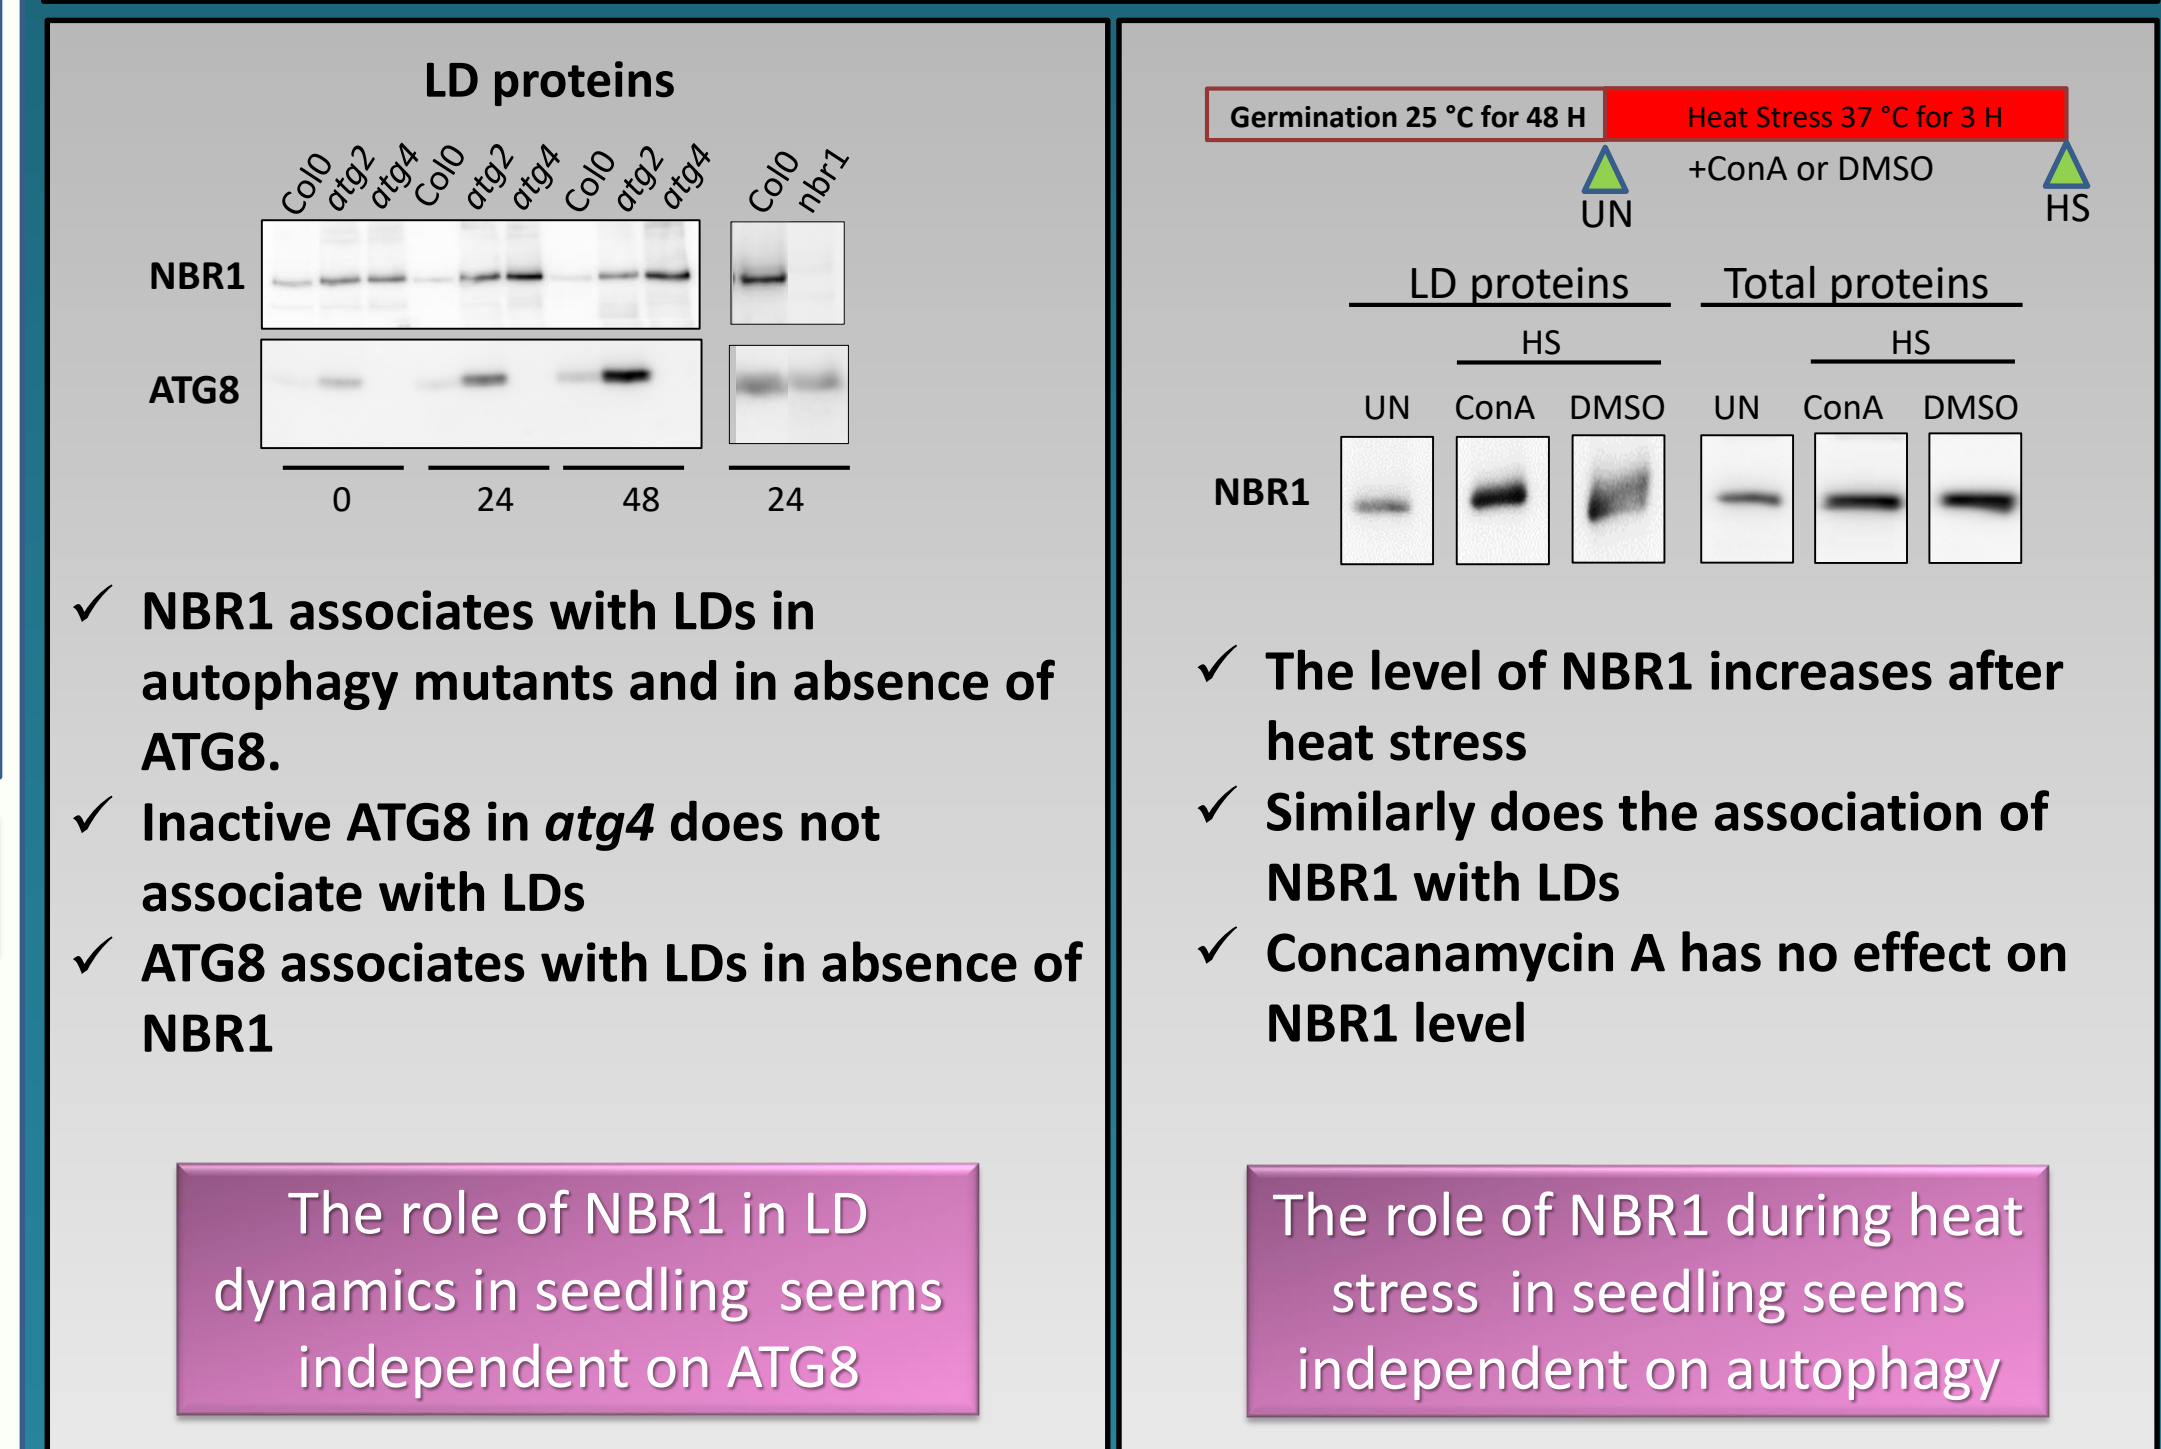 LD proteins
Col0 atg2 atg4 Col0 atg2 atg4 Col0 atg2 atg4 Col0 nbr1
NBR1
ATG8
0 24 48 24
✓ NBR1 associates with LDs in
autophagy mutants and in absence of
ATG8.
✓ Inactive ATG8 in atg4 does not
associate with LDs
✓ ATG8 associates with LDs in absence of
NBR1
The role of NBR1 in LD
dynamics in seedling seems
independent on ATG8
Germination 25 °C for 48 H Heat Stress 37 °C for 3 H
+ConA or DMSO
UN HS
LD proteins Total proteins
HS HS
UN ConA DMSO UN ConA DMSO
NBR1
✓ The level of NBR1 increases after
heat stress
✓ Similarly does the association of
NBR1 with LDs
✓ Concanamycin A has no effect on
NBR1 level
The role of NBR1 during heat
stress in seedling seems
independent on autophagy